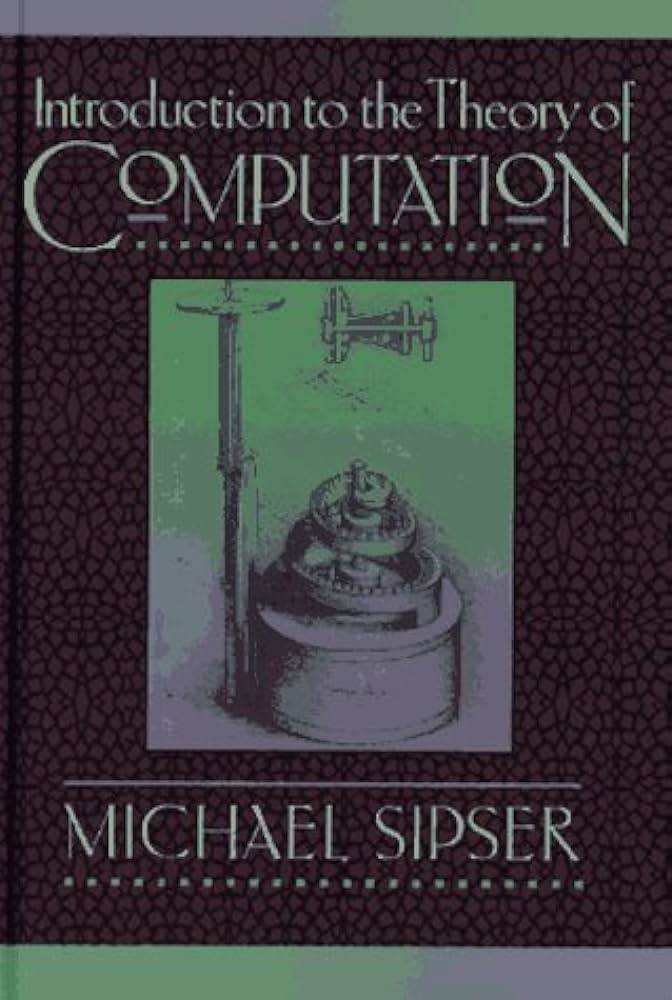 Introduction to the Theory of
COMPUTATION
MICHAEL SIPSER